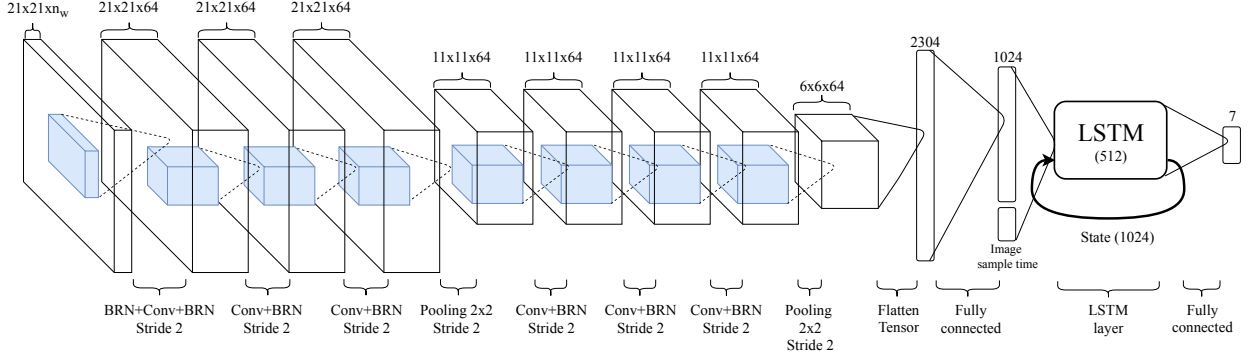 21x21xnw
21x21x64
21x21x64
21x21x64
11x11x64
11x11x64
11x11x64
11x11x64
6x6x64
2304
1024
7
LSTM
(512)
State (1024)
Image
sample time
BRN+Conv+BRN
Stride 2
Conv+BRN
Stride 2
Conv+BRN
Stride 2
Pooling 2x2
Stride 2
Conv+BRN
Stride 2
Conv+BRN
Stride 2
Conv+BRN
Stride 2
Pooling
2x2
Stride 2
Flatten
Tensor
Fully
connected
LSTM
layer
Fully
connected